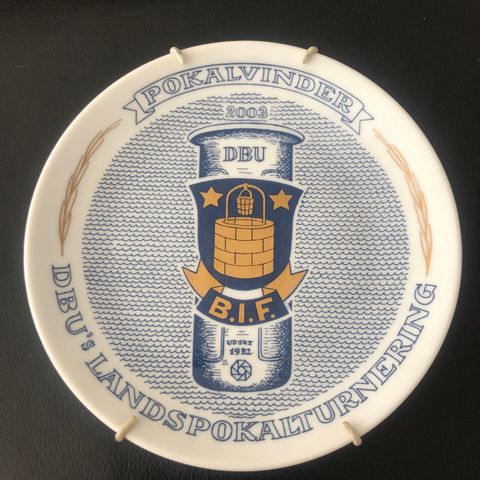 POKALVINDER
2003
DBU
B.I.F.
UDSAT
1982
DBU's LANDSPOKALTURNERING